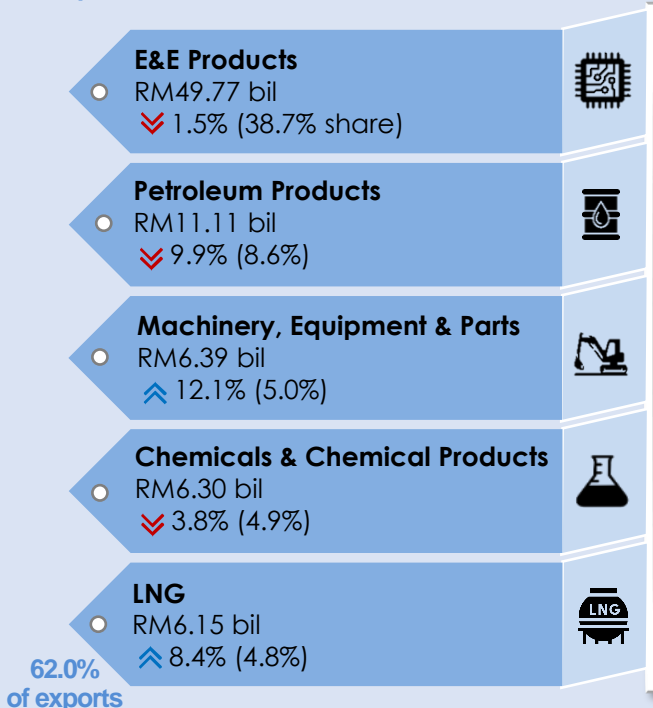 E&E Products
RM49.77 bil
1.5% (38.7% share)
Petroleum Products
RM11.11 bil
9.9% (8.6%)
Machinery, Equipment & Parts
RM6.39 bil
12.1% (5.0%)
Chemicals & Chemical Products
RM6.30 bil
3.8% (4.9%)
LNG
RM6.15 bil
8.4% (4.8%)
LNG
62.0%
of exports